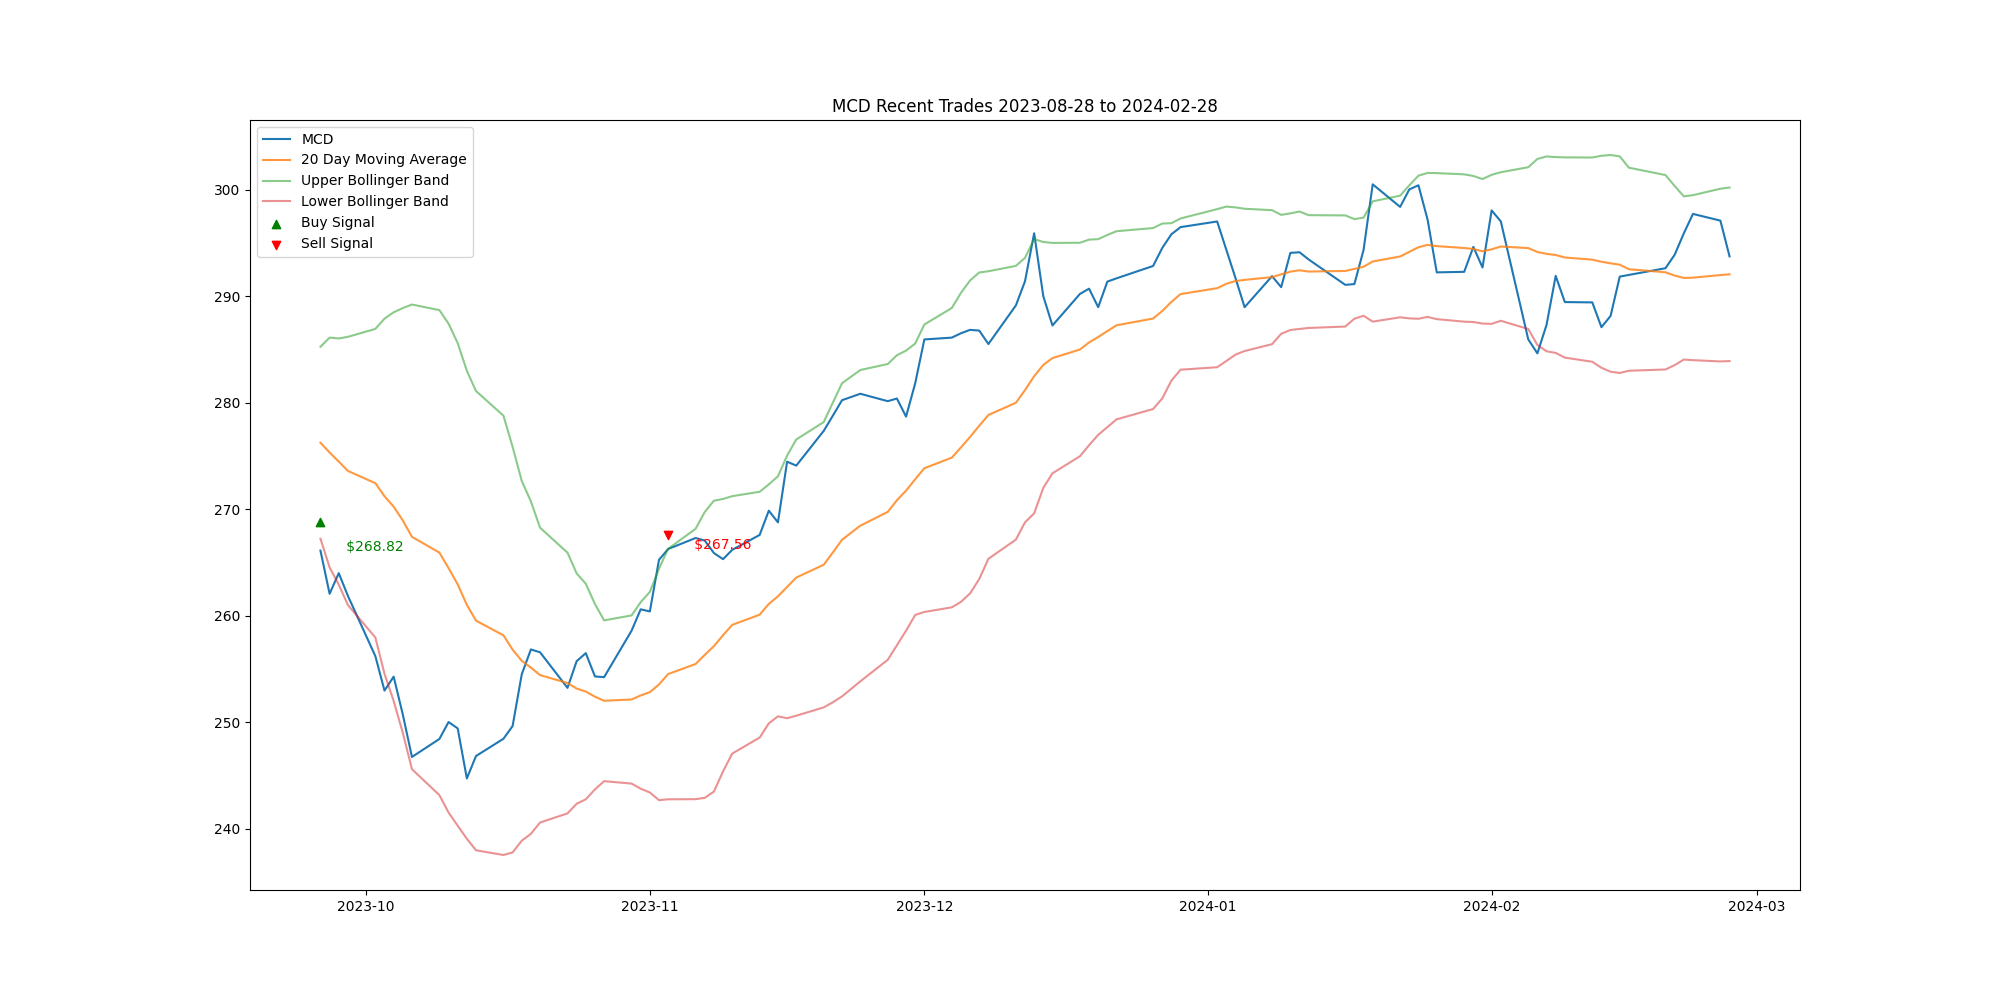 MCD Recent Trades 2023-08-28 to 2024-02-28
MCD
20 Day Moving Average
Upper Bollinger Band
Lower Bollinger Band
Buy Signal
Sell Signal
300
290
280
270
260
250
240
$268.82
$267.56
2023-10
2023-11
2023-12
2024-01
2024-02
2024-03